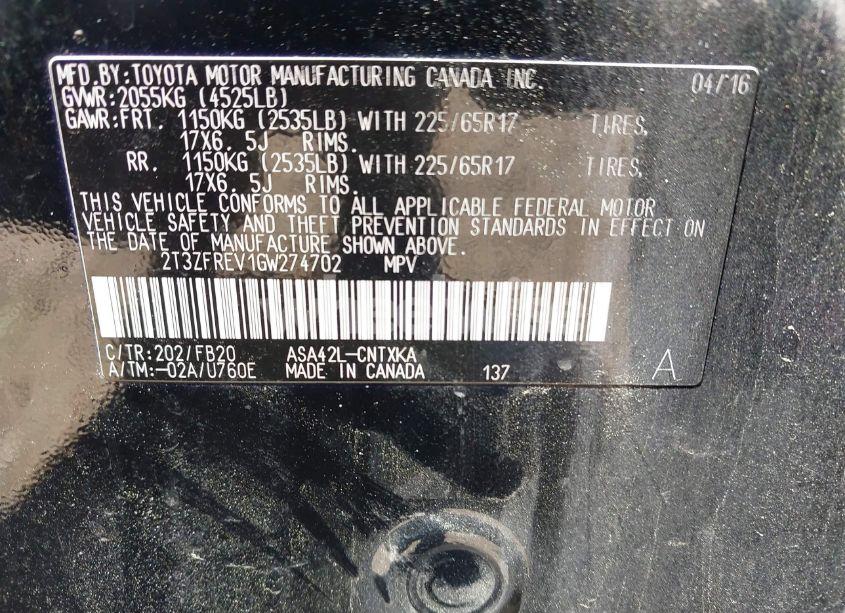 MFD.BY:TOYOTA MOTOR MANUFACTURING CANADA INC. 04/16
GVWR:2055KG (4525LB)
GAWR:FRT. 1150KG (2535LB) WITH 225/65R17 TIRES,
17X6.5J RIMS.
RR. 1150KG (2535LB) WITH 225/65R17 TIRES,
17X6.5J RIMS.
THIS VEHICLE CONFORMS TO ALL APPLICABLE FEDERAL MOTOR
VEHICLE SAFETY AND THEFT PREVENTION STANDARDS IN EFFECT ON
THE DATE OF MANUFACTURE SHOWN ABOVE.
2T3ZFREV1GW274702 MPV
C/TR:202/FB20 ASA42L-CNTXKA
A/TM:-02A/U760E MADE IN CANADA 137 A